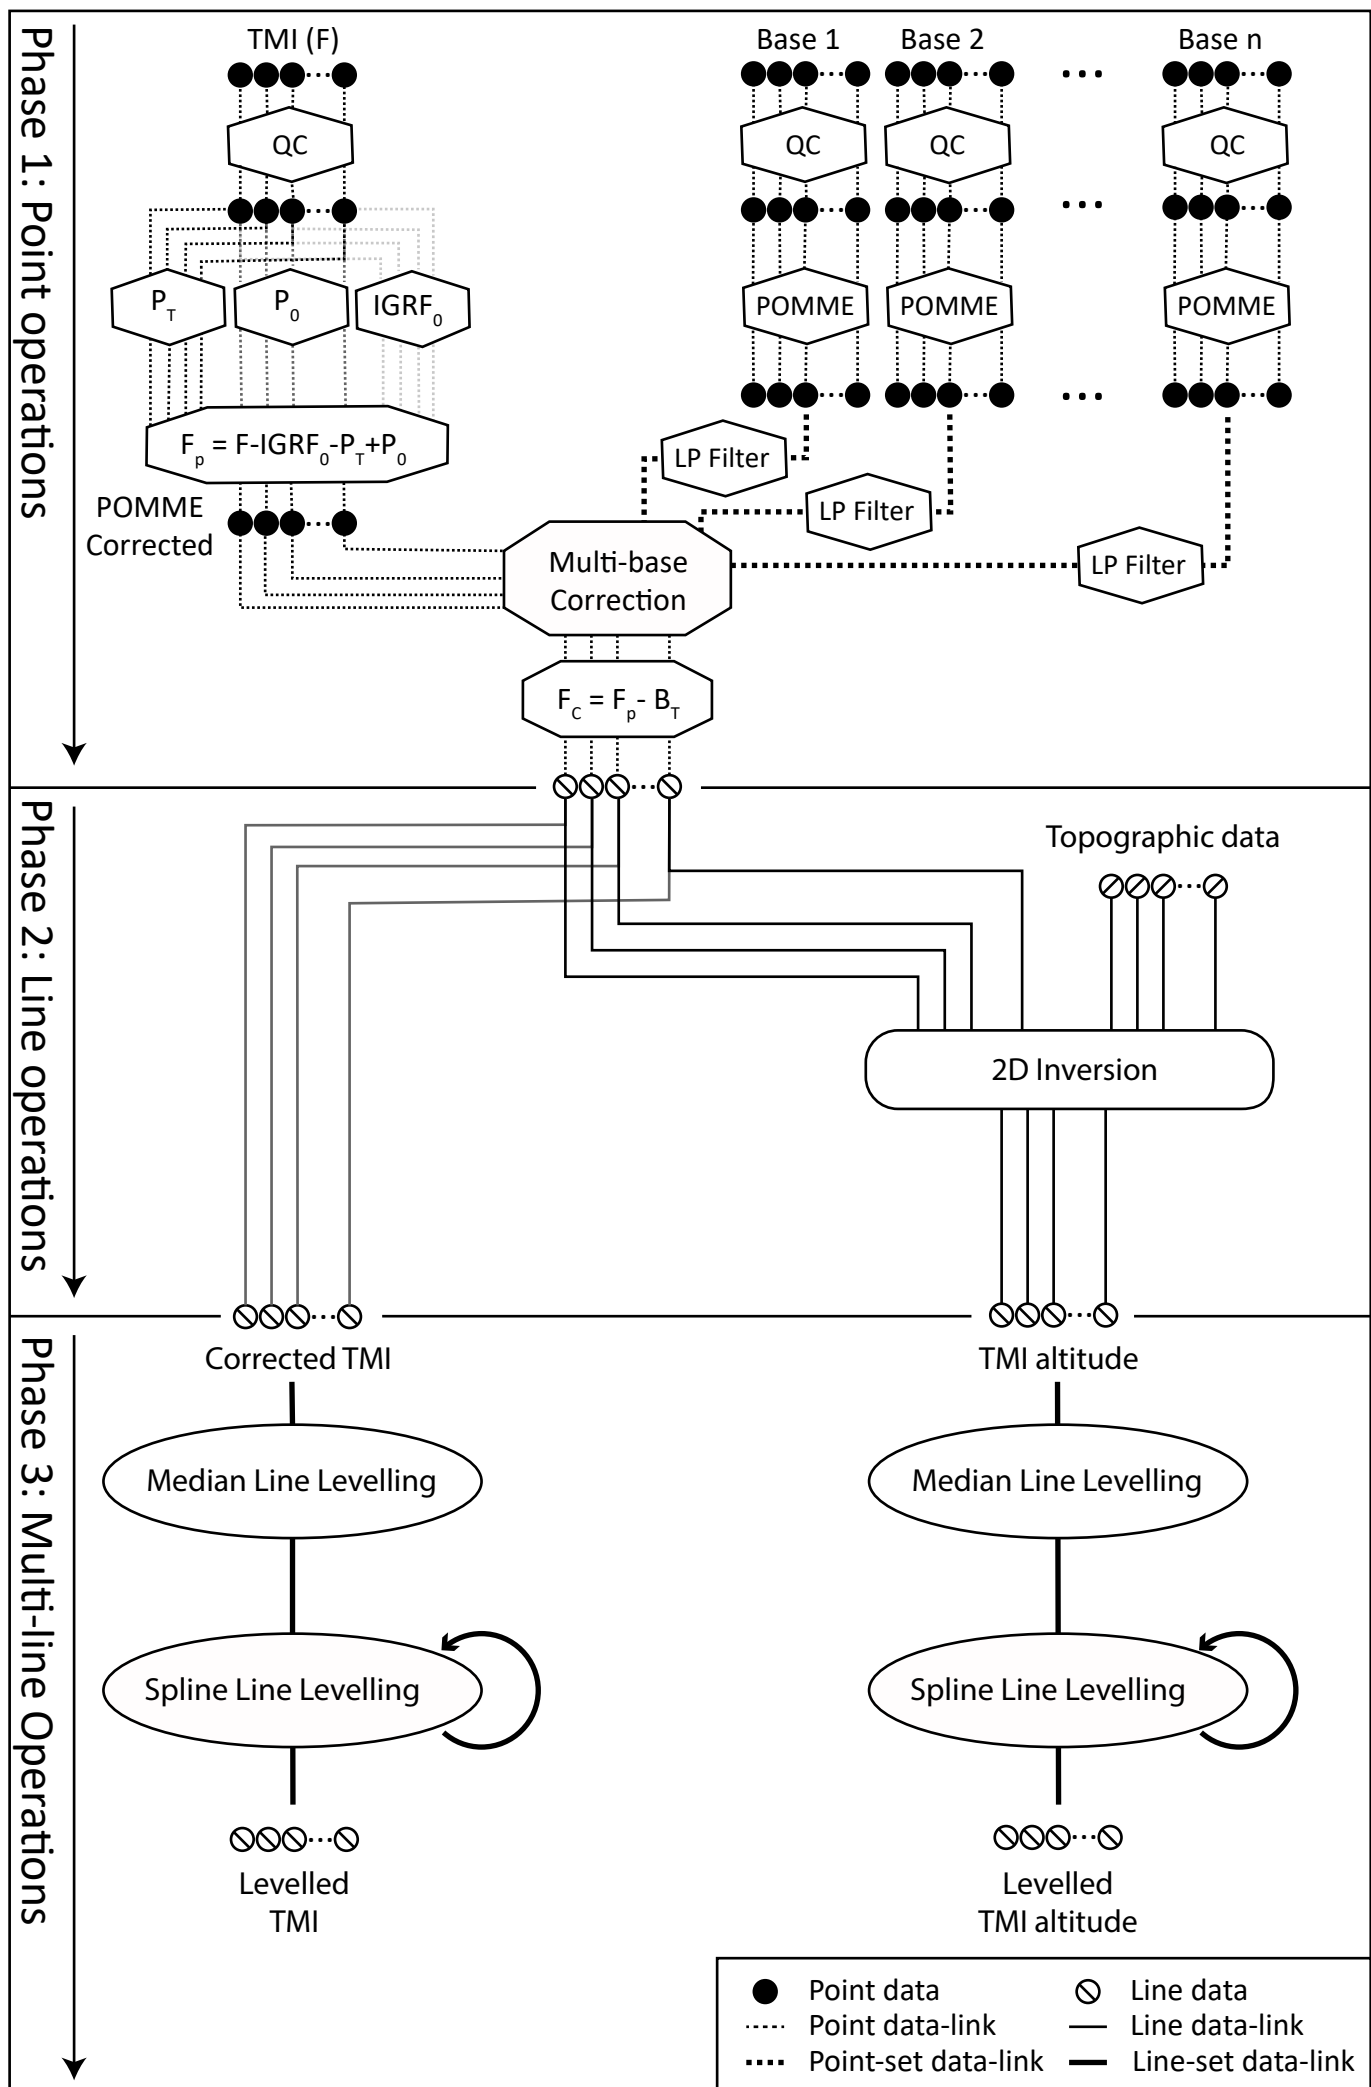 Phase 1: Point operations
TMI (F)
Base 1
Base 2
Base n
QC
QC
QC
QC
P_T
P_0
IGRF_0
POMME
POMME
POMME
F_p = F-IGRF_0-P_T+P_0
LP Filter
LP Filter
LP Filter
POMME
Corrected
Multi-base
Correction
F_C = F_p - B_T
Phase 2: Line operations
Topographic data
2D Inversion
Phase 3: Multi-line Operations
Corrected TMI
TMI altitude
Median Line Levelling
Median Line Levelling
Spline Line Levelling
Spline Line Levelling
Levelled
TMI
Levelled
TMI altitude
Point data
Line data
Point data-link
Line data-link
Point-set data-link
Line-set data-link